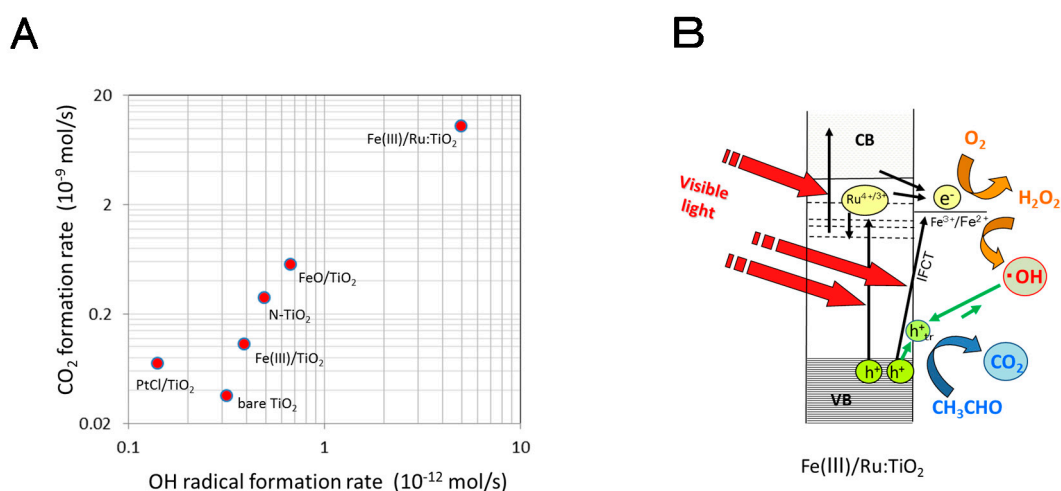 A
CO₂ formation rate (10⁻⁹ mol/s)
20
2
0.2
0.02
Fe(III)/Ru:TiO₂
FeO/TiO₂
N-TiO₂
Fe(III)/TiO₂
PtCl/TiO₂
bare TiO₂
0.1
1
10
OH radical formation rate (10⁻¹² mol/s)
B
CB
O₂
Visible
light
Ru⁴⁺/³⁺
e⁻
H₂O₂
Fe³⁺/Fe²⁺
IFCT
·OH
h⁺tr
h⁺
h⁺
CO₂
VB
CH₃CHO
Fe(III)/Ru:TiO₂